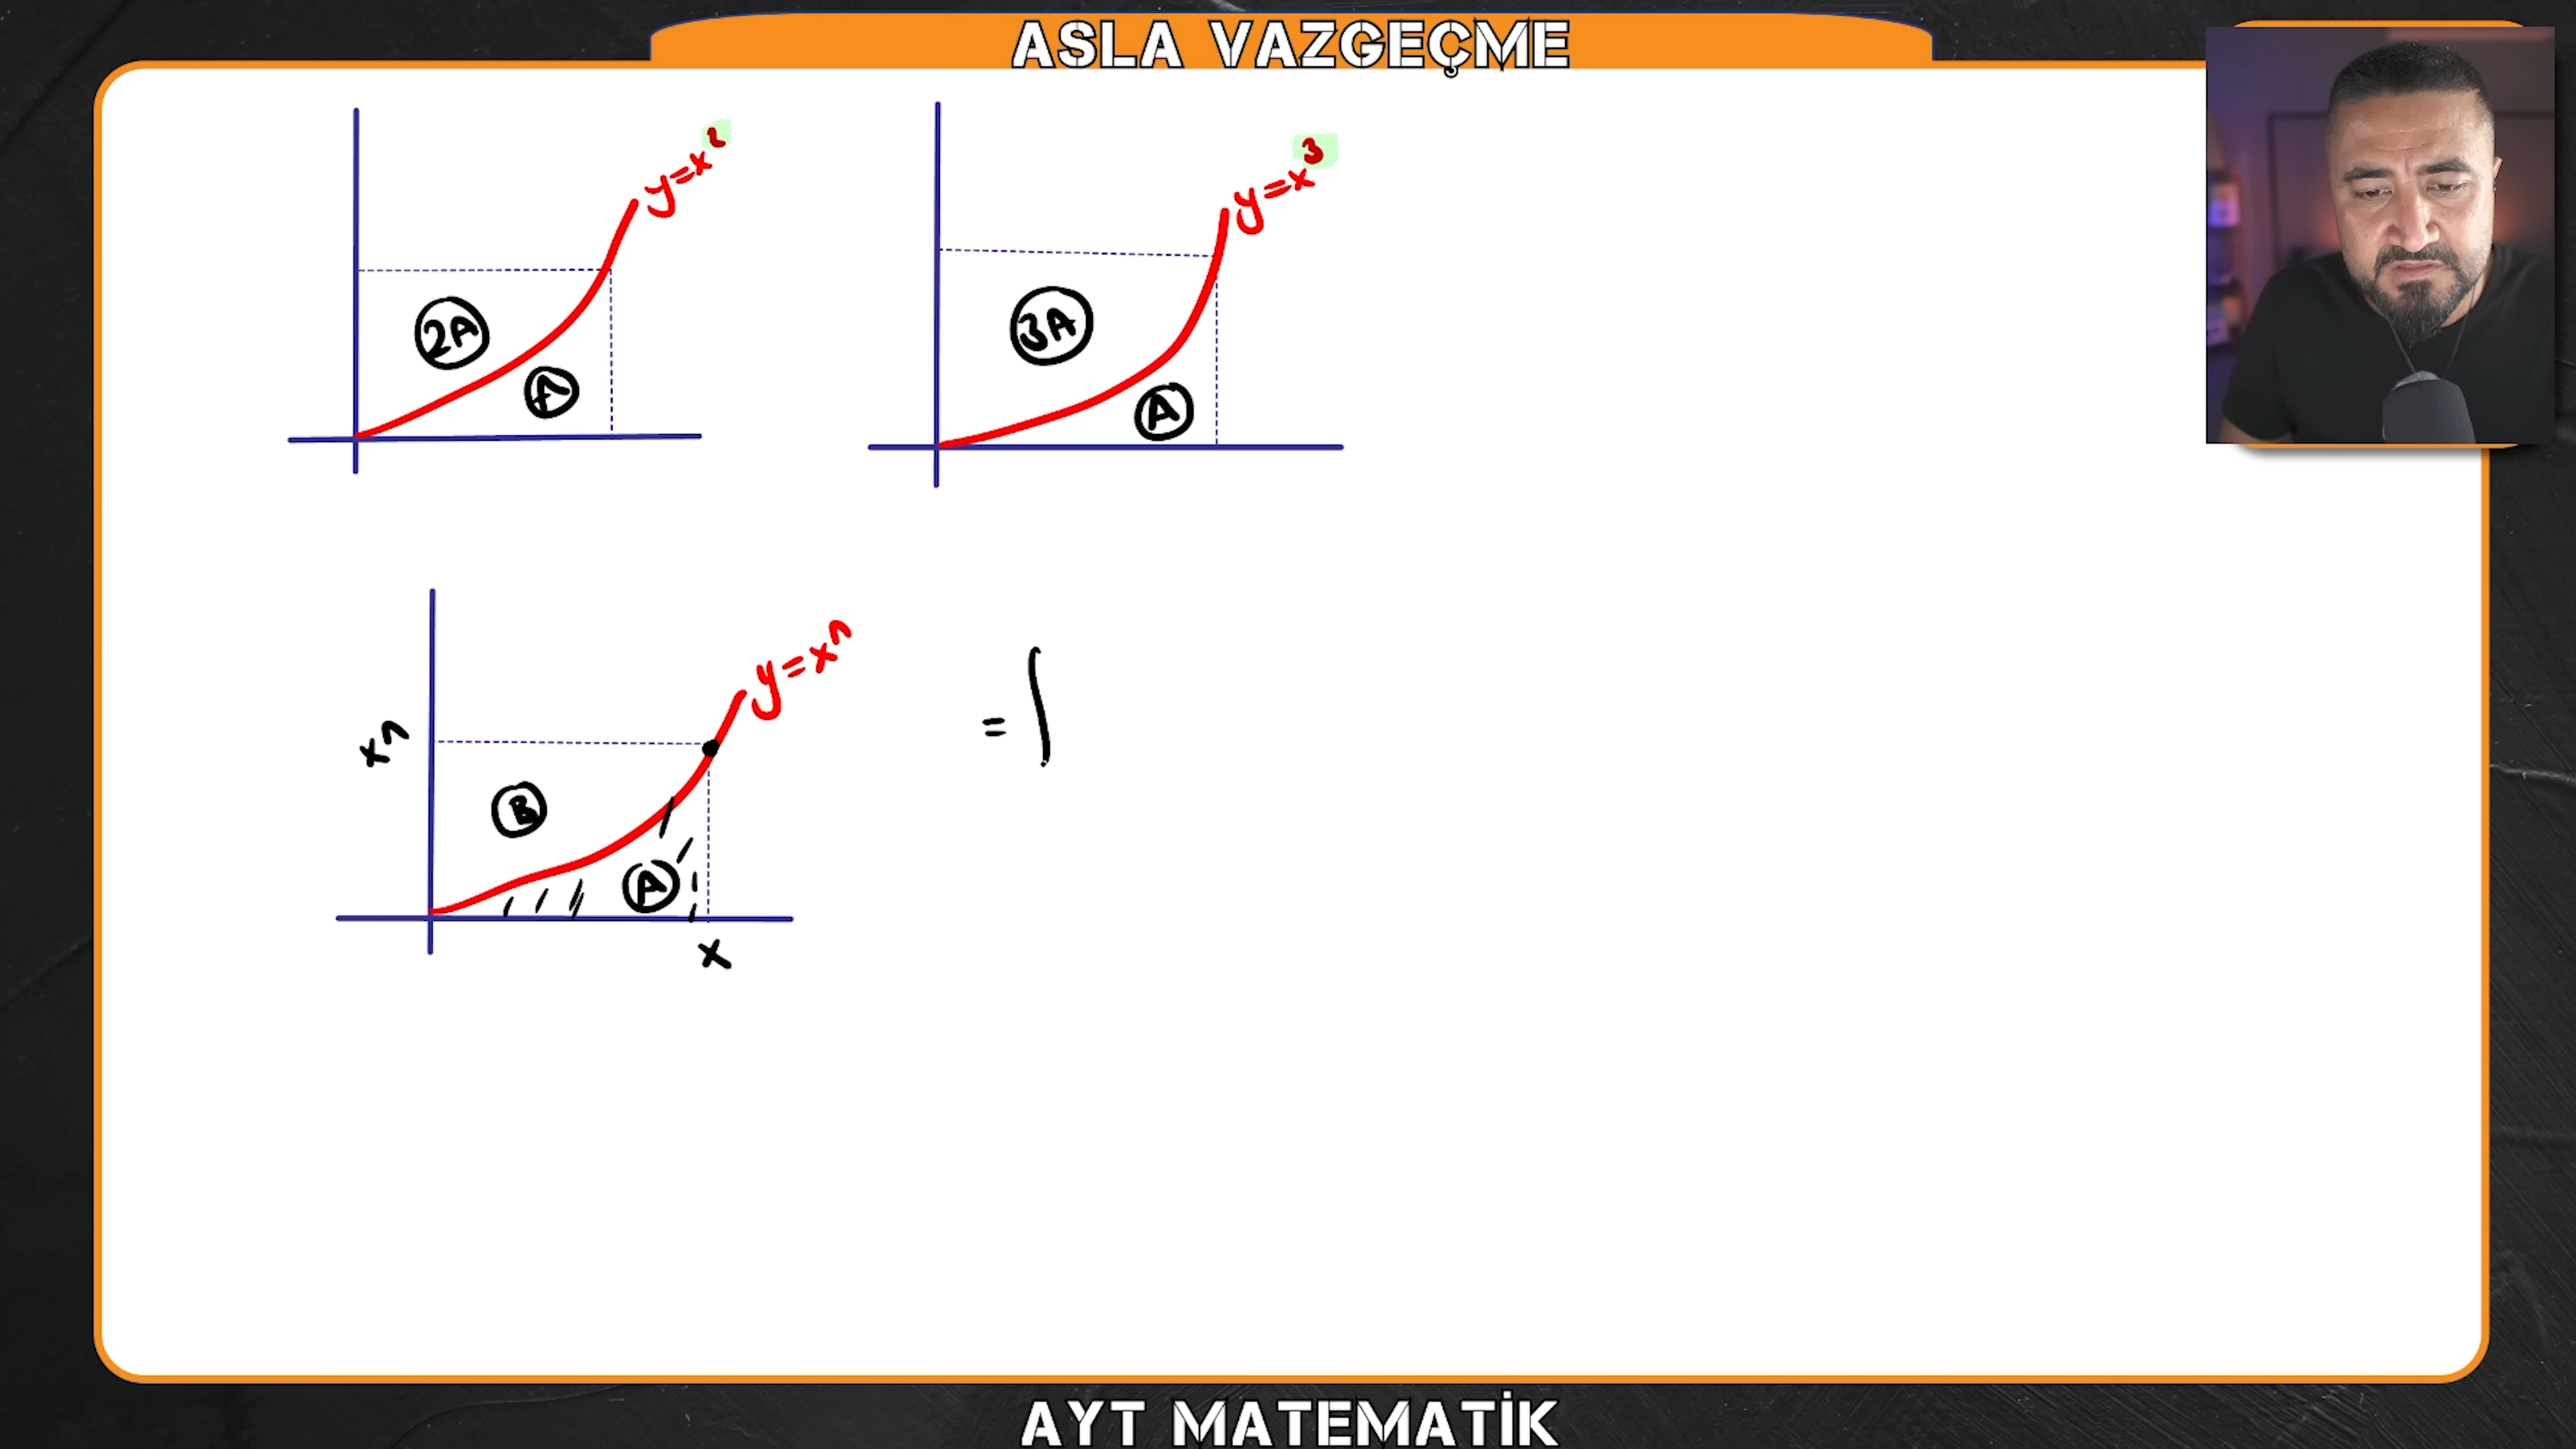 ASLA VAZGEÇME
y=x²
2A
A
y=x³
3A
A
y=xⁿ
xⁿ
B
A
x
= ∫
AYT MATEMATİK